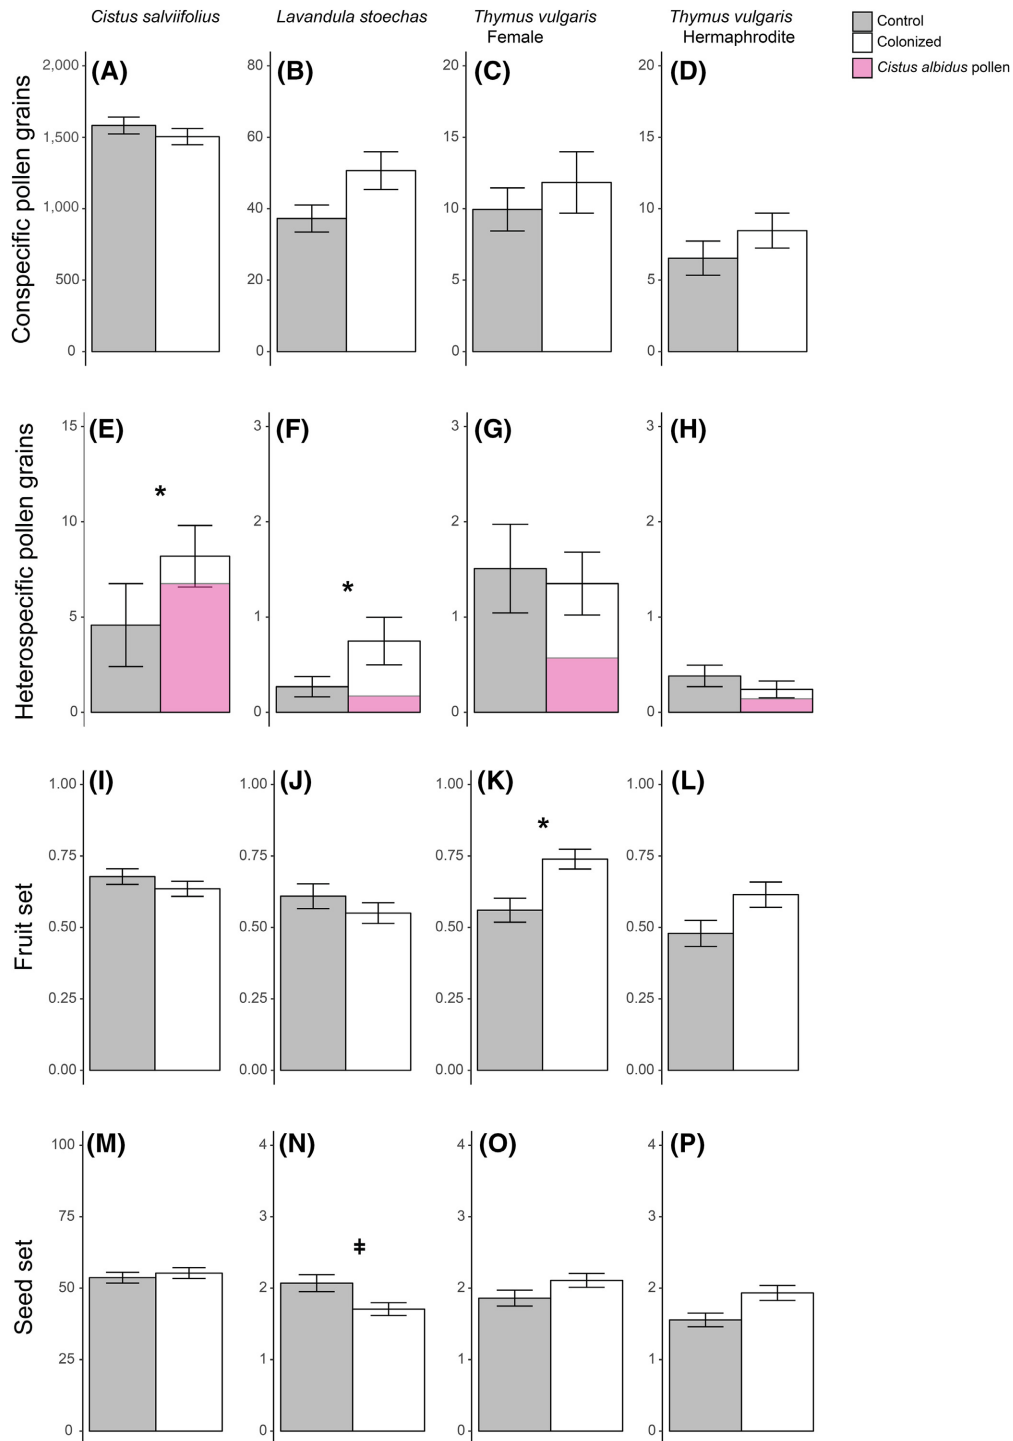 Cistus salviifolius
Lavandula stoechas
Thymus vulgaris
Female
Thymus vulgaris
Hermaphrodite
Control
Colonized
Cistus albidus pollen
Conspecific pollen grains
(A)
2,000
1,500
1,000
500
0
(B)
80
60
40
20
0
(C)
20
15
10
5
0
(D)
20
15
10
5
0
Heterospecific pollen grains
(E)
15
10
5
0
*
(F)
3
2
1
0
*
(G)
3
2
1
0
(H)
3
2
1
0
Fruit set
(I)
1.00
0.75
0.50
0.25
0.00
(J)
1.00
0.75
0.50
0.25
0.00
(K)
1.00
0.75
0.50
0.25
0.00
*
(L)
1.00
0.75
0.50
0.25
0.00
Seed set
(M)
100
75
50
25
0
(N)
4
3
2
1
0
ǂ
(O)
4
3
2
1
0
(P)
4
3
2
1
0